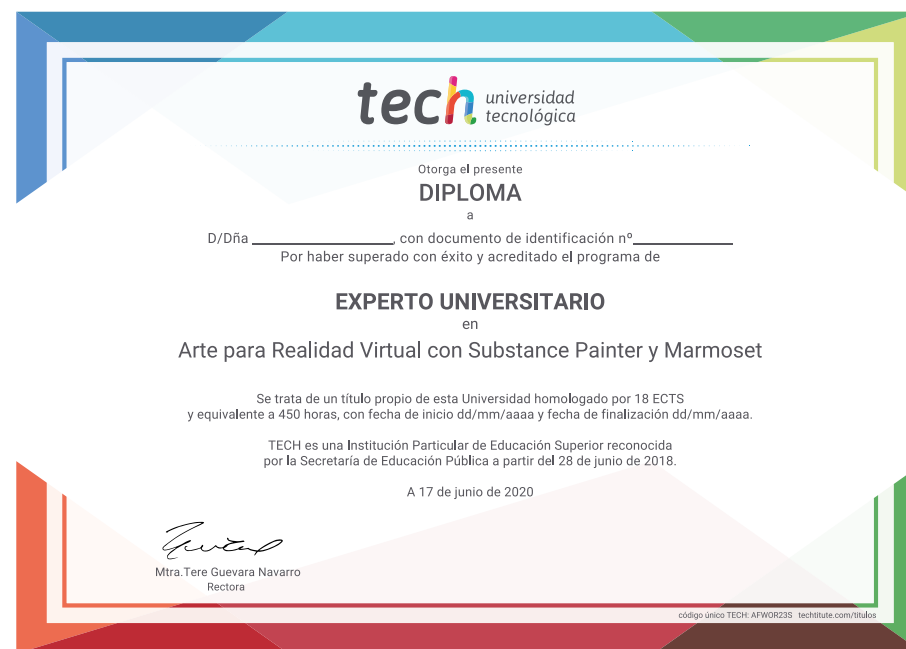 tech universidad
tecnológica
Otorga el presente
DIPLOMA
a
D/Dña ____________________, con documento de identificación nº______________
Por haber superado con éxito y acreditado el programa de
EXPERTO UNIVERSITARIO
en
Arte para Realidad Virtual con Substance Painter y Marmoset
Se trata de un título propio de esta Universidad homologado por 18 ECTS
y equivalente a 450 horas, con fecha de inicio dd/mm/aaaa y fecha de finalización dd/mm/aaaa.
TECH es una Institución Particular de Educación Superior reconocida
por la Secretaría de Educación Pública a partir del 28 de junio de 2018.
A 17 de junio de 2020
Mtra.Tere Guevara Navarro
Rectora
código único TECH: AFWOR23S techtitute.com/titulos